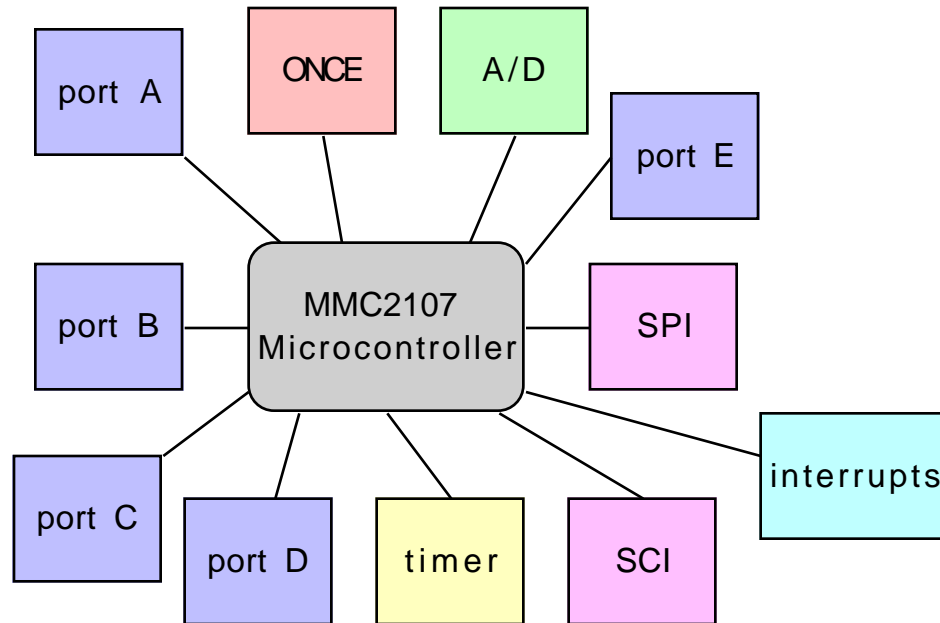 port A
ONCE
A/D
port E
port B
MMC2107
Microcontroller
SPI
port C
port D
timer
SCI
interrupts